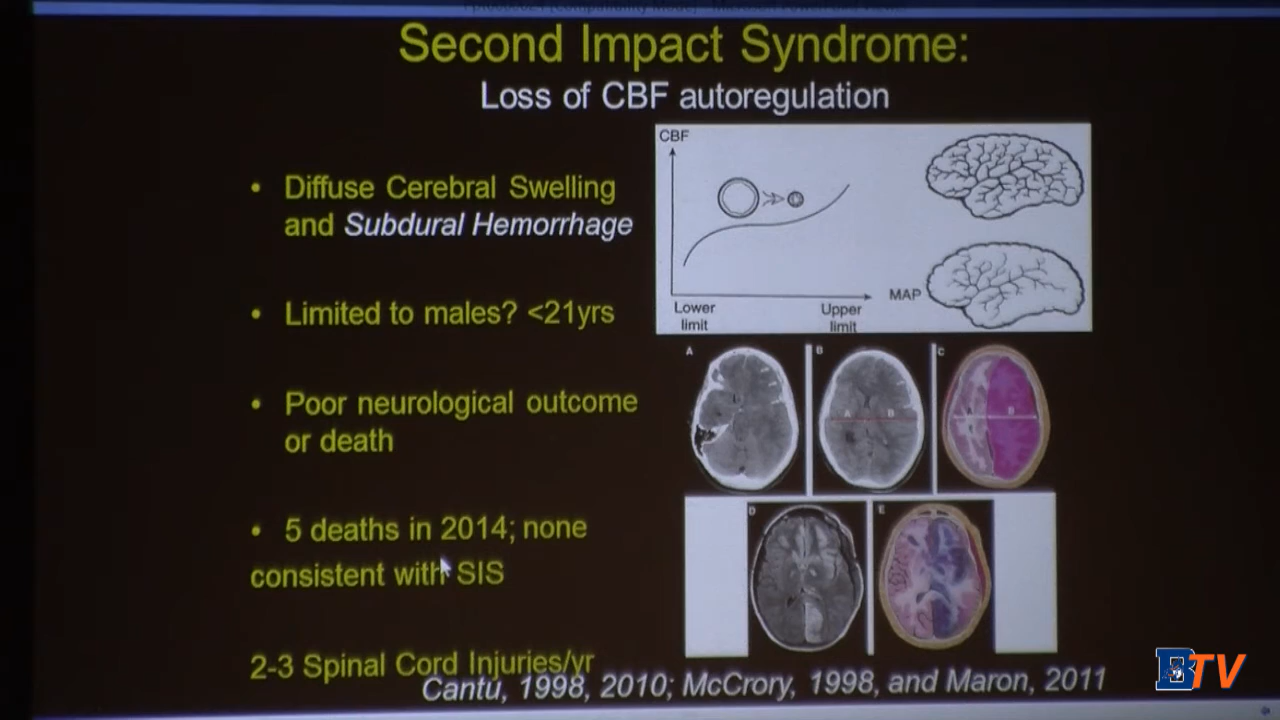 Second Impact Syndrome:
Loss of CBF autoregulation
• Diffuse Cerebral Swelling
and Subdural Hemorrhage
• Limited to males? <21yrs
• Poor neurological outcome
or death
• 5 deaths in 2014; none
consistent with SIS
2-3 Spinal Cord Injuries/yr
CBF
MAP
Lower
limit
Upper
limit
A
B
C
A
B
A
B
D
E
Cantu, 1998, 2010; McCrory, 1998, and Maron, 2011
BTV